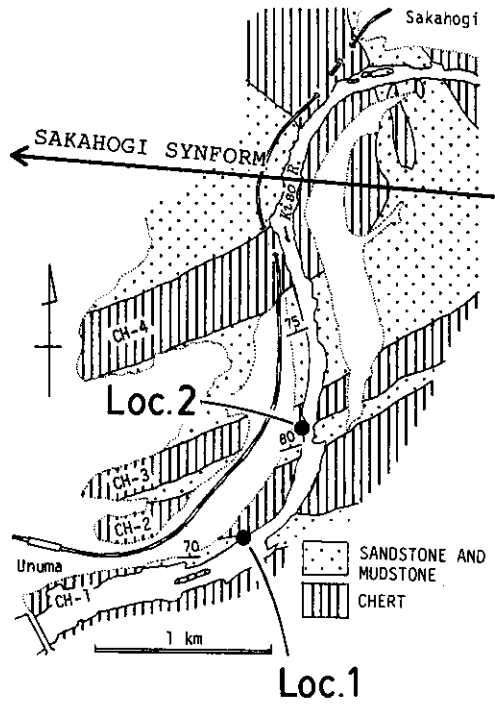 Sakahogi
SAKAHOGI SYNFORM
Kiso R.
CH-4
75
Loc.2
80
CH-3
CH-2
70
Unuma
CH-1
SANDSTONE AND
MUDSTONE
CHERT
1 km
Loc.1